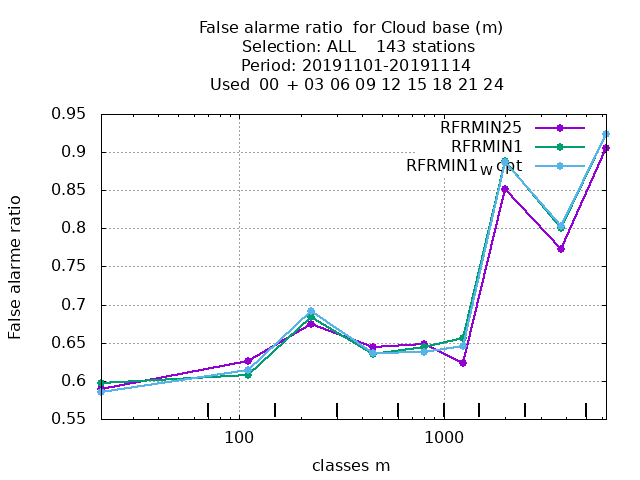 False alarme ratio  for Cloud base (m)
Selection: ALL    143 stations
Period: 20191101-20191114
Used  00 + 03 06 09 12 15 18 21 24
0.95
0.9
0.85
0.8
0.75
0.7
0.65
0.6
0.55
False alarme ratio
RFRMIN25
RFRMIN1
RFRMIN1w opt
100
1000
classes m